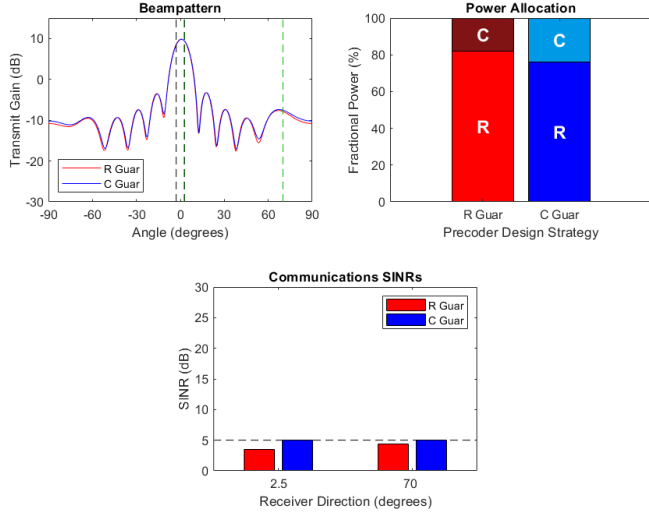 Beampattern
Transmit Gain (dB)
10
0
-10
-20
-30
R Guar
C Guar
-90
-60
-30
0
30
60
90
Angle (degrees)
Power Allocation
Fractional Power (%)
100
80
60
40
20
0
C
R
C
R
R Guar
C Guar
Precoder Design Strategy
Communications SINRs
SINR (dB)
30
25
20
15
10
5
0
R Guar
C Guar
2.5
70
Receiver Direction (degrees)